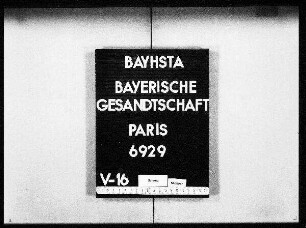 BAYHSTA
BAYERISCHE
GESANDTSCHAFT
PARIS
6929
V-16